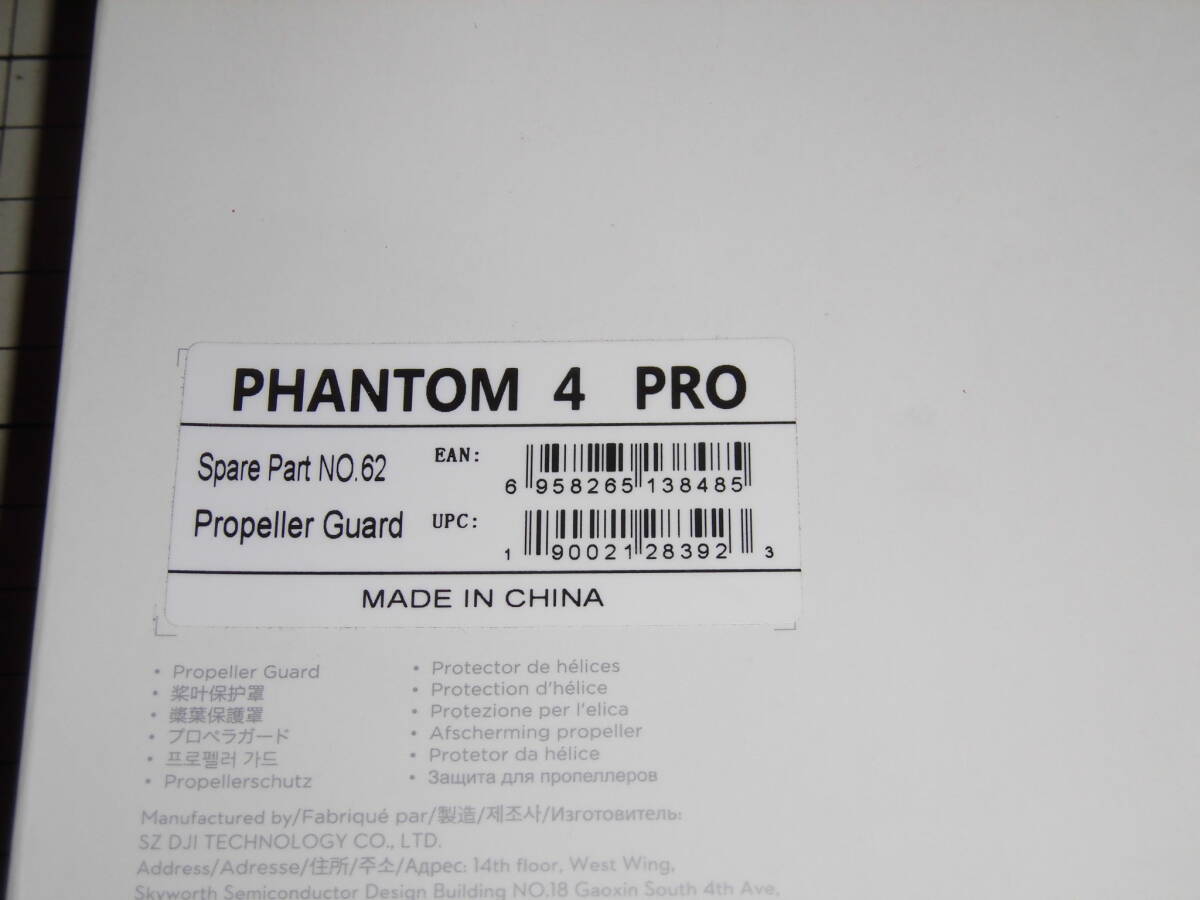 PHANTOM 4 PRO
Spare Part NO.62
EAN:
6 958265 138485
Propeller Guard
UPC:
1 90021 28392 3
MADE IN CHINA
• Propeller Guard
• 桨叶保护罩
• 槳葉保護罩
• プロペラガード
• 프로펠러 가드
• Propellerschutz
• Protector de hélices
• Protection d'hélice
• Protezione per l'elica
• Afscherming propeller
• Protetor da hélice
• Защита для пропеллеров
Manufactured by/Fabriqué par/製造/제조사/Изготовитель:
SZ DJI TECHNOLOGY CO., LTD.
Address/Adresse/住所/주소/Адрес: 14th floor, West Wing,
Skyworth Semiconductor Design Building NO.18 Gaoxin South 4th Ave,